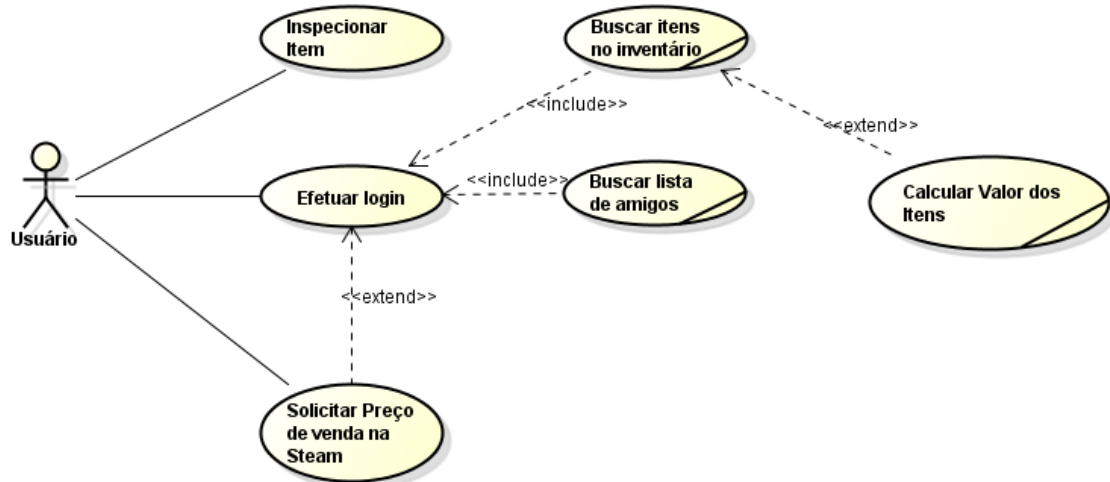 Inspecionar
Item
Buscar itens
no inventário
<<include>>
<<extend>>
Efetuar login
<<include>>
Buscar lista
de amigos
Calcular Valor dos
Itens
Usuário
<<extend>>
Solicitar Preço
de venda na
Steam